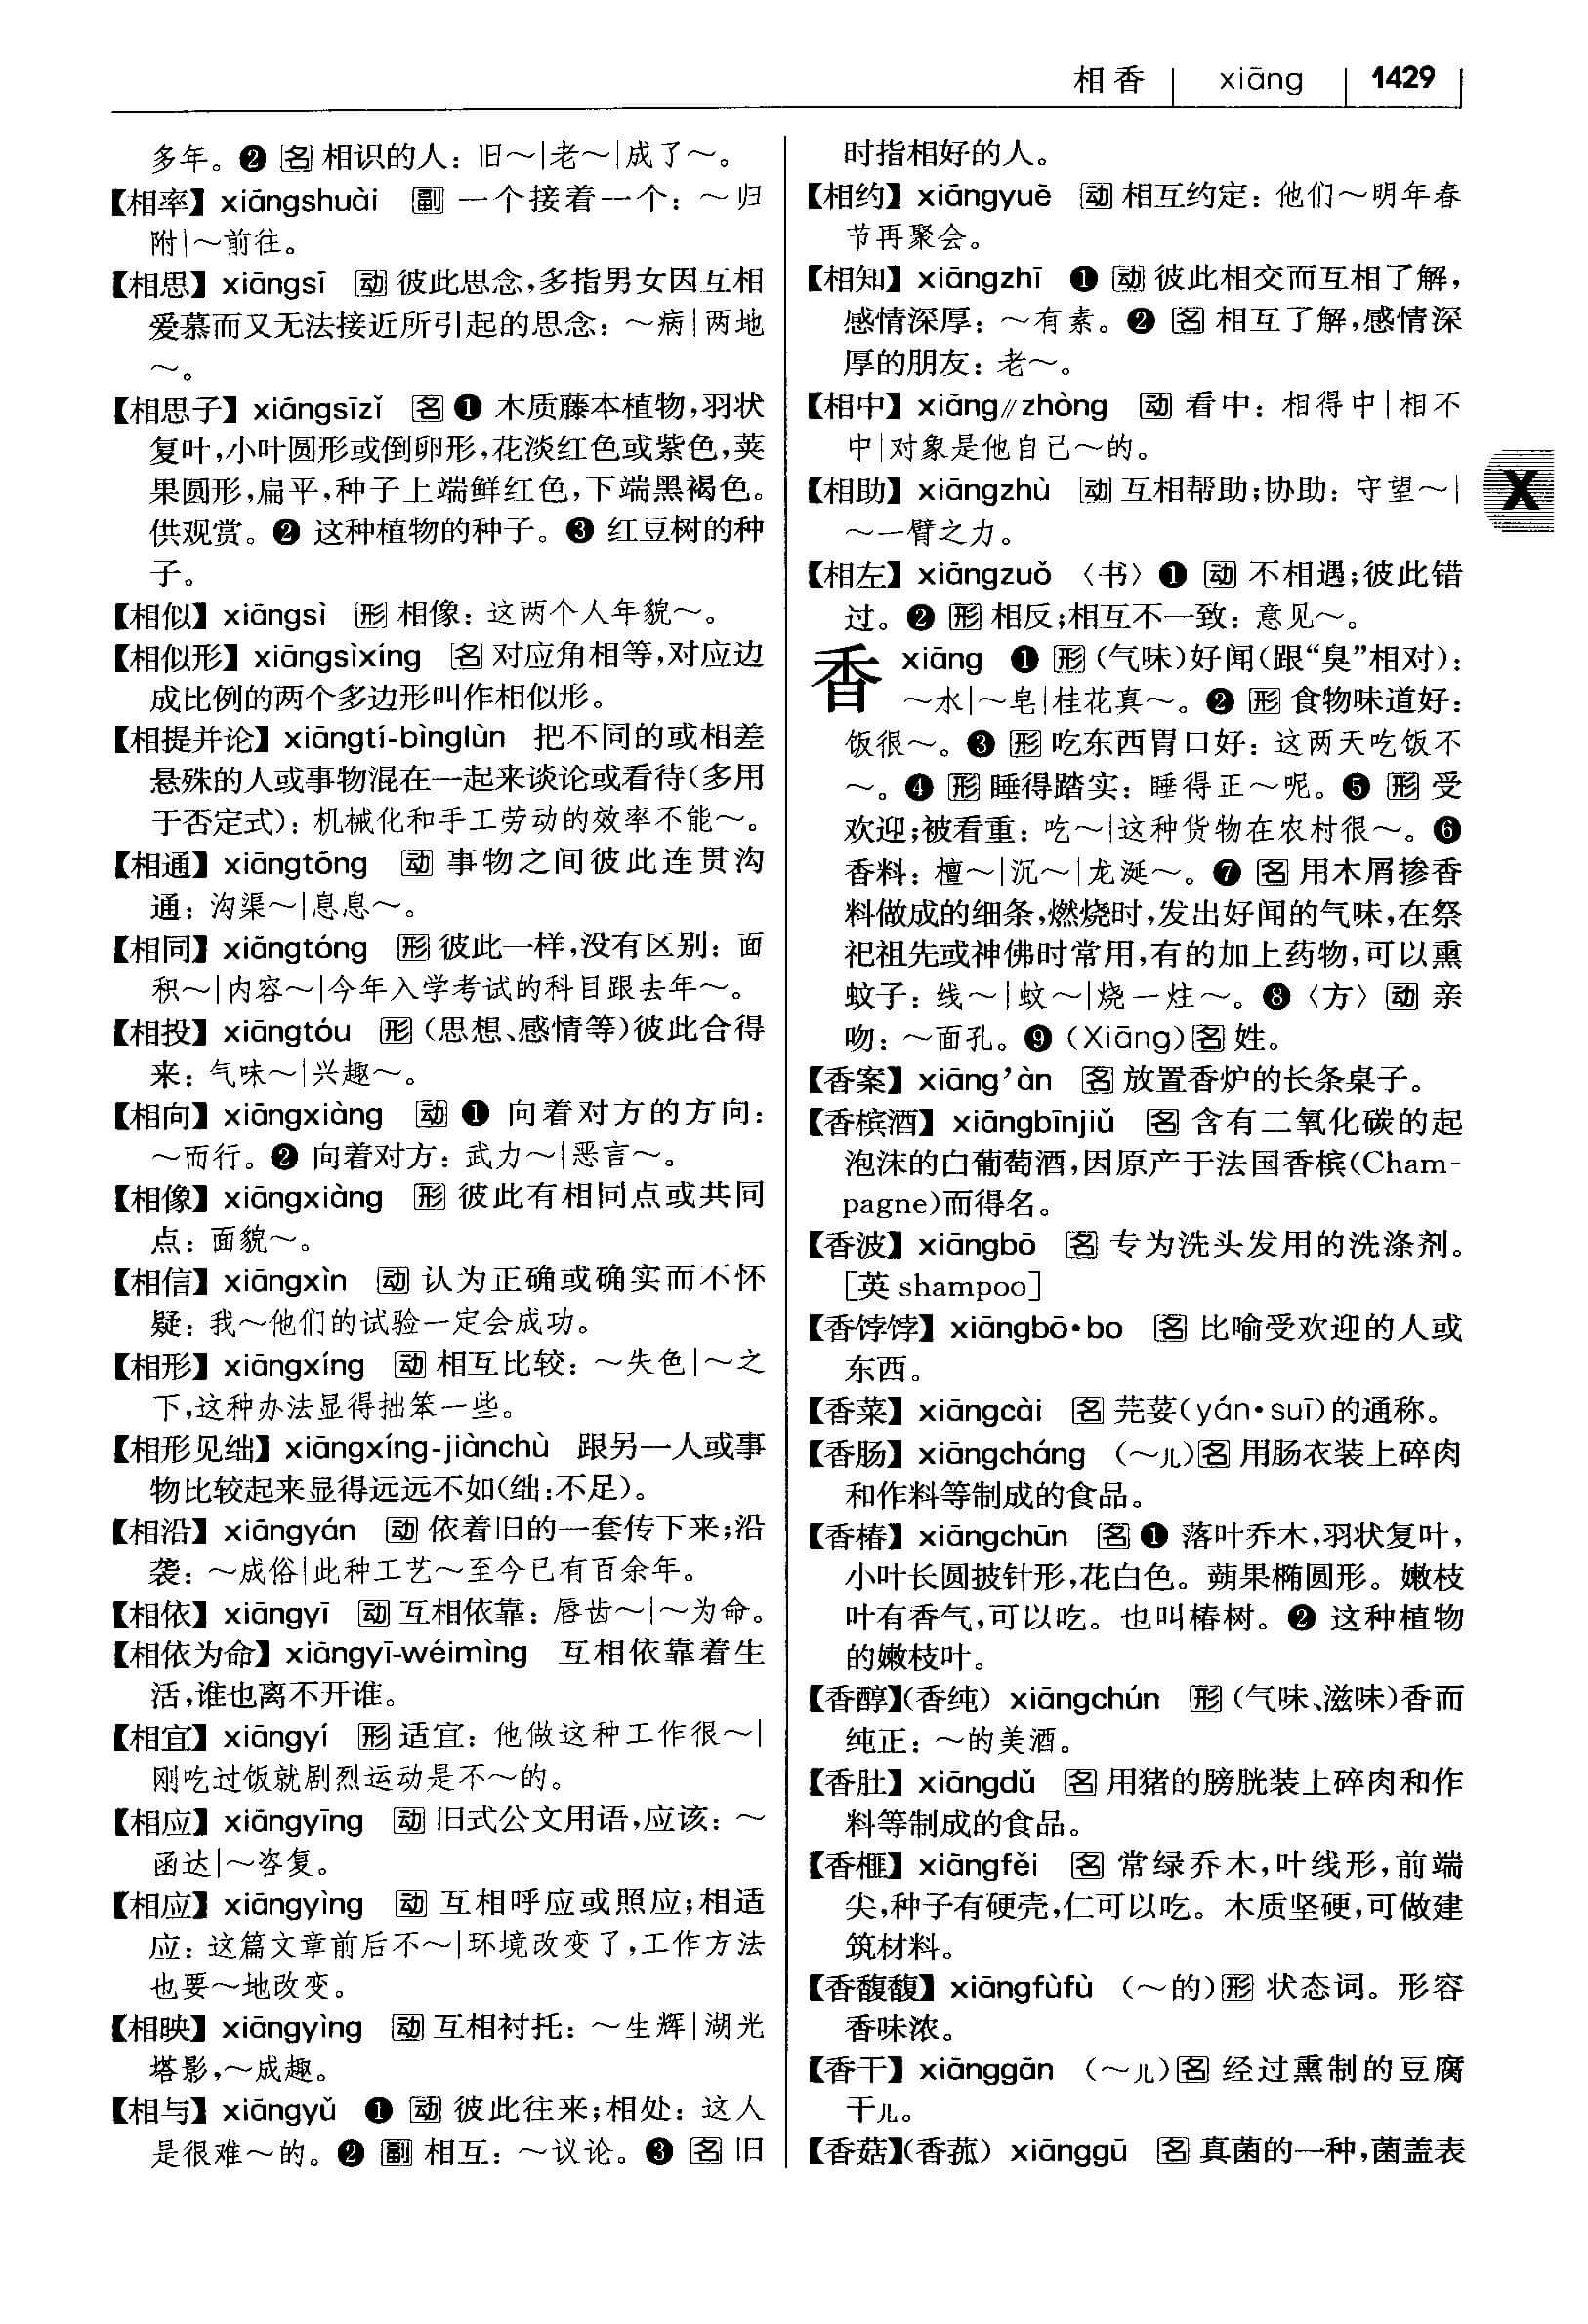 相香 | xiāng | 1429
多年。❷ 名 相识的人：旧～|老～|成了～。
【相率】xiāngshuài 副 一个接着一个：～归
附|～前往。
【相思】xiāngsī 动 彼此思念，多指男女因互相
爱慕而又无法接近所引起的思念：～病|两地
～。
【相思子】xiāngsīzǐ 名 ❶ 木质藤本植物，羽状
复叶，小叶圆形或倒卵形，花淡红色或紫色，荚
果圆形，扁平，种子上端鲜红色，下端黑褐色。
供观赏。❷ 这种植物的种子。❸ 红豆树的种
子。
【相似】xiāngsì 形 相像：这两个人年貌～。
【相似形】xiāngsìxíng 名 对应角相等，对应边
成比例的两个多边形叫作相似形。
【相提并论】xiāngtí-bìnglùn 把不同的或相差
悬殊的人或事物混在一起来谈论或看待（多用
于否定式）：机械化和手工劳动的效率不能～。
【相通】xiāngtōng 动 事物之间彼此连贯沟
通：沟渠～|息息～。
【相同】xiāngtóng 形 彼此一样，没有区别：面
积～|内容～|今年入学考试的科目跟去年～。
【相投】xiāngtóu 形（思想、感情等）彼此合得
来：气味～|兴趣～。
【相向】xiāngxiàng 动 ❶ 向着对方的方向：
～而行。❷ 向着对方：武力～|恶言～。
【相像】xiāngxiàng 形 彼此有相同点或共同
点：面貌～。
【相信】xiāngxìn 动 认为正确或确实而不怀
疑：我～他们的试验一定会成功。
【相形】xiāngxíng 动 相互比较：～失色|～之
下，这种办法显得拙笨一些。
【相形见绌】xiāngxíng-jiànchù 跟另一人或事
物比较起来显得远远不如（绌：不足）。
【相沿】xiāngyán 动 依着旧的一套传下来；沿
袭：～成俗|此种工艺～至今已有百余年。
【相依】xiāngyī 动 互相依靠：唇齿～|～为命。
【相依为命】xiāngyī-wéimìng 互相依靠着生
活，谁也离不开谁。
【相宜】xiāngyí 形 适宜：他做这种工作很～|
刚吃过饭就剧烈运动是不～的。
【相应】xiāngyīng 动 旧式公文用语，应该：～
函达|～咨复。
【相应】xiāngyìng 动 互相呼应或照应；相适
应：这篇文章前后不～|环境改变了，工作方法
也要～地改变。
【相映】xiāngyìng 动 互相衬托：～生辉|湖光
塔影，～成趣。
【相与】xiāngyǔ ❶ 动 彼此往来；相处：这人
是很难～的。❷ 副 相互：～议论。❸ 名 旧
时指相好的人。
【相约】xiāngyuē 动 相互约定：他们～明年春
节再聚会。
【相知】xiāngzhī ❶ 动 彼此相交而互相了解，
感情深厚：～有素。❷ 名 相互了解，感情深
厚的朋友：老～。
【相中】xiāng//zhòng 动 看中：相得中|相不
中|对象是他自己～的。
【相助】xiāngzhù 动 互相帮助；协助：守望～|
～一臂之力。
【相左】xiāngzuǒ 〈书〉❶ 动 不相遇；彼此错
过。❷ 形 相反；相互不一致：意见～。
香 xiāng ❶ 形（气味）好闻（跟“臭”相对）：
～水|～皂|桂花真～。❷ 形 食物味道好：
饭很～。❸ 形 吃东西胃口好：这两天吃饭不
～。❹ 形 睡得踏实：睡得正～呢。❺ 形 受
欢迎；被看重：吃～|这种货物在农村很～。❻
香料：檀～|沉～|龙涎～。❼ 名 用木屑掺香
料做成的细条，燃烧时，发出好闻的气味，在祭
祀祖先或神佛时常用，有的加上药物，可以熏
蚊子：线～|蚊～|烧一炷～。❽〈方〉动 亲
吻：～面孔。❾（Xiāng）名 姓。
【香案】xiāng’àn 名 放置香炉的长条桌子。
【香槟酒】xiāngbīnjiǔ 名 含有二氧化碳的起
泡沫的白葡萄酒，因原产于法国香槟（Cham-
pagne）而得名。
【香波】xiāngbō 名 专为洗头发用的洗涤剂。
［英 shampoo］
【香饽饽】xiāngbō·bo 名 比喻受欢迎的人或
东西。
【香菜】xiāngcài 名 芫荽（yán·suī）的通称。
【香肠】xiāngcháng （～儿）名 用肠衣装上碎肉
和作料等制成的食品。
【香椿】xiāngchūn 名 ❶ 落叶乔木，羽状复叶，
小叶长圆披针形，花白色。蒴果椭圆形。嫩枝
叶有香气，可以吃。也叫椿树。❷ 这种植物
的嫩枝叶。
【香醇】（香纯） xiāngchún 形（气味、滋味）香而
纯正：～的美酒。
【香肚】xiāngdǔ 名 用猪的膀胱装上碎肉和作
料等制成的食品。
【香榧】xiāngfěi 名 常绿乔木，叶线形，前端
尖，种子有硬壳，仁可以吃。木质坚硬，可做建
筑材料。
【香馥馥】xiāngfùfù （～的）形 状态词。形容
香味浓。
【香干】xiānggān （～儿）名 经过熏制的豆腐
干儿。
【香菇】（香菰） xiānggū 名 真菌的一种，菌盖表
X